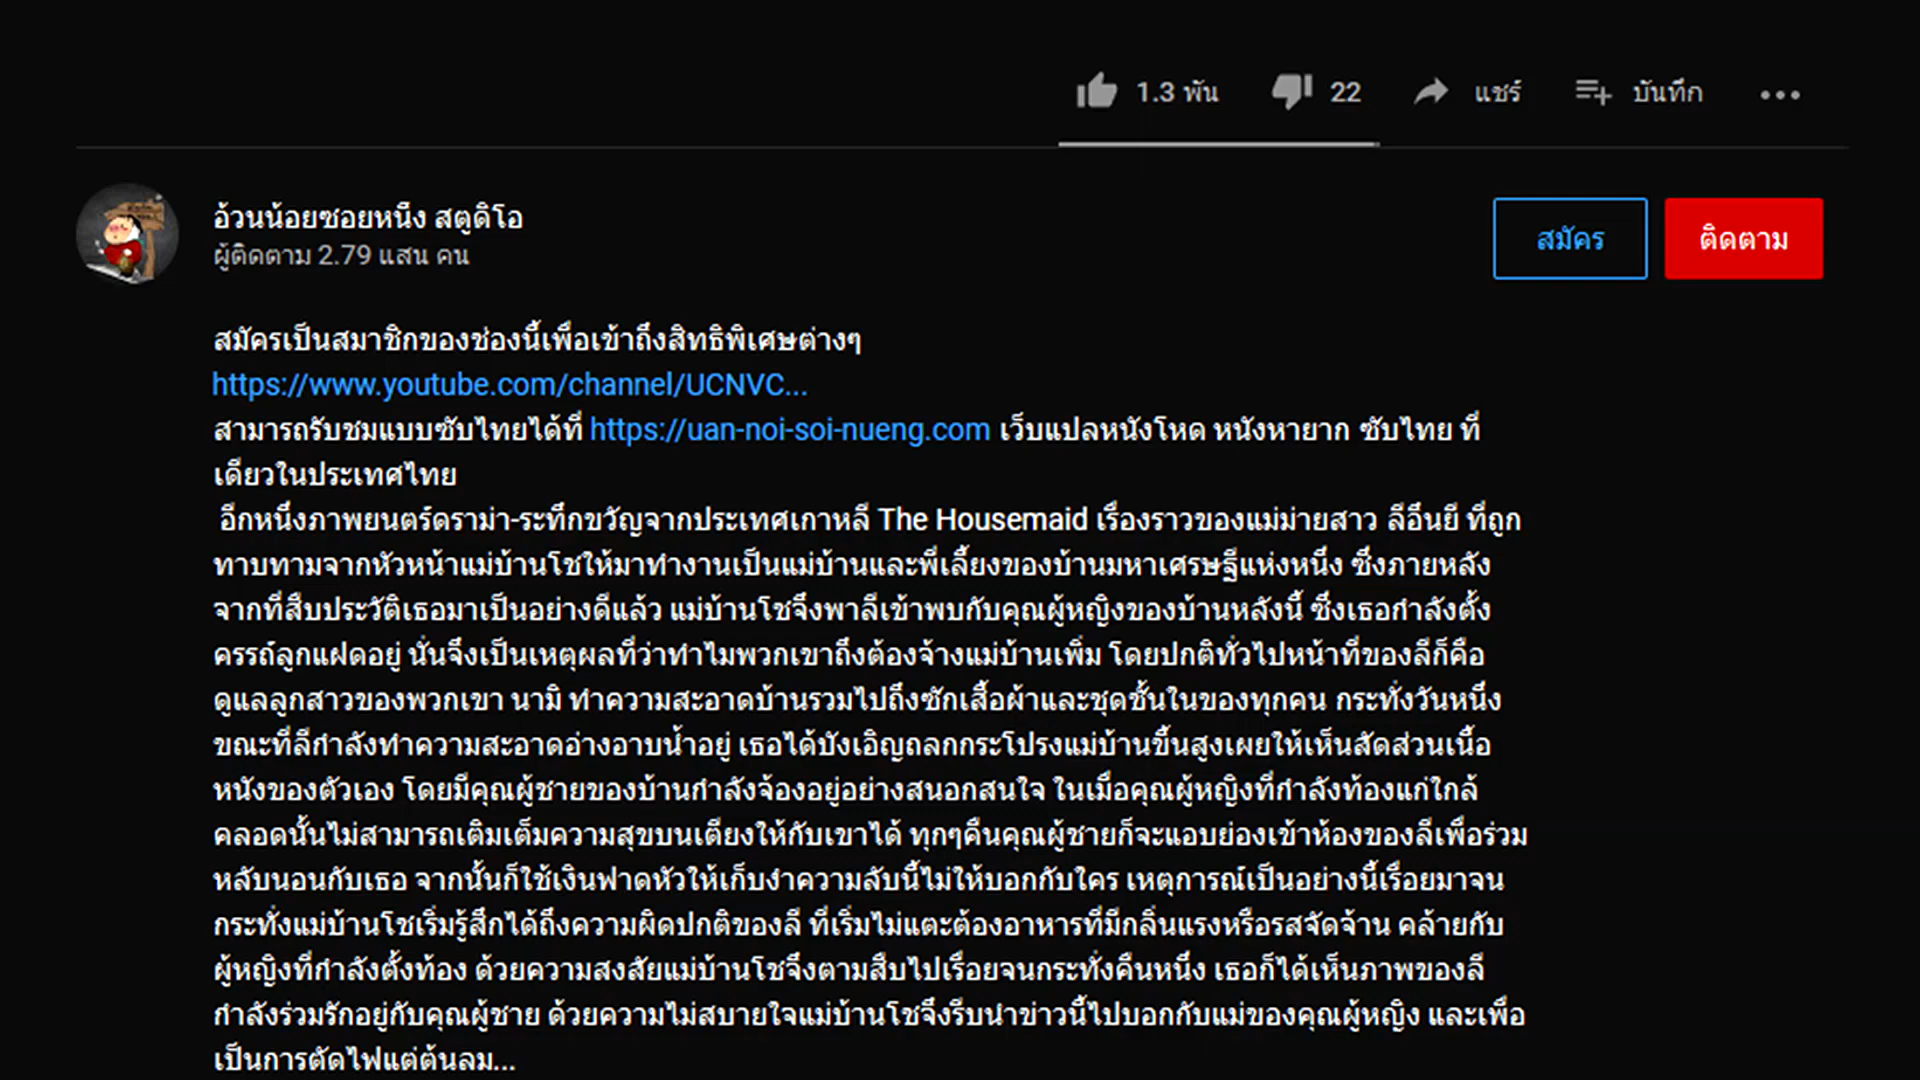 1.3 พัน 22 แชร์ บันทึก
อ้วนน้อยซอยหนึ่ง สตูดิโอ
ผู้ติดตาม 2.79 แสน คน
สมัคร ติดตาม
สมัครเป็นสมาชิกของช่องนี้เพื่อเข้าถึงสิทธิพิเศษต่างๆ
https://www.youtube.com/channel/UCNVC...
สามารถรับชมแบบซับไทยได้ที่ https://uan-noi-soi-nueng.com เว็บแปลหนังโหด หนังหายาก ซับไทย ที่
เดียวในประเทศไทย
อีกหนึ่งภาพยนตร์ดราม่า-ระทึกขวัญจากประเทศเกาหลี The Housemaid เรื่องราวของแม่ม่ายสาว ลีอึนยี ที่ถูก
ทาบทามจากหัวหน้าแม่บ้านโชให้มาทำงานเป็นแม่บ้านและพี่เลี้ยงของบ้านมหาเศรษฐีแห่งหนึ่ง ซึ่งภายหลัง
จากที่สืบประวัติเธอมาเป็นอย่างดีแล้ว แม่บ้านโชจึงพาลีเข้าพบกับคุณผู้หญิงของบ้านหลังนี้ ซึ่งเธอกำลังตั้ง
ครรถ์ลูกแฝดอยู่ นั่นจึงเป็นเหตุผลที่ว่าทำไมพวกเขาถึงต้องจ้างแม่บ้านเพิ่ม โดยปกติทั่วไปหน้าที่ของลีก็คือ
ดูแลลูกสาวของพวกเขา นามิ ทำความสะอาดบ้านรวมไปถึงซักเสื้อผ้าและชุดชั้นในของทุกคน กระทั่งวันหนึ่ง
ขณะที่ลีกำลังทำความสะอาดอ่างอาบน้ำอยู่ เธอได้บังเอิญถลกกระโปรงแม่บ้านขึ้นสูงเผยให้เห็นสัดส่วนเนื้อ
หนังของตัวเอง โดยมีคุณผู้ชายของบ้านกำลังจ้องอยู่อย่างสนอกสนใจ ในเมื่อคุณผู้หญิงที่กำลังท้องแก่ใกล้
คลอดนั้นไม่สามารถเติมเต็มความสุขบนเตียงให้กับเขาได้ ทุกๆคืนคุณผู้ชายก็จะแอบย่องเข้าห้องของลีเพื่อร่วม
หลับนอนกับเธอ จากนั้นก็ใช้เงินฟาดหัวให้เก็บงำความลับนี้ไม่ให้บอกกับใคร เหตุการณ์เป็นอย่างนี้เรื่อยมาจน
กระทั่งแม่บ้านโชเริ่มรู้สึกได้ถึงความผิดปกติของลี ที่เริ่มไม่แตะต้องอาหารที่มีกลิ่นแรงหรือรสจัดจ้าน คล้ายกับ
ผู้หญิงที่กำลังตั้งท้อง ด้วยความสงสัยแม่บ้านโชจึงตามสืบไปเรื่อยจนกระทั่งคืนหนึ่ง เธอก็ได้เห็นภาพของลี
กำลังร่วมรักอยู่กับคุณผู้ชาย ด้วยความไม่สบายใจแม่บ้านโชจึงรีบนำข่าวนี้ไปบอกกับแม่ของคุณผู้หญิง และเพื่อ
เป็นการตัดไฟแต่ต้นลม...